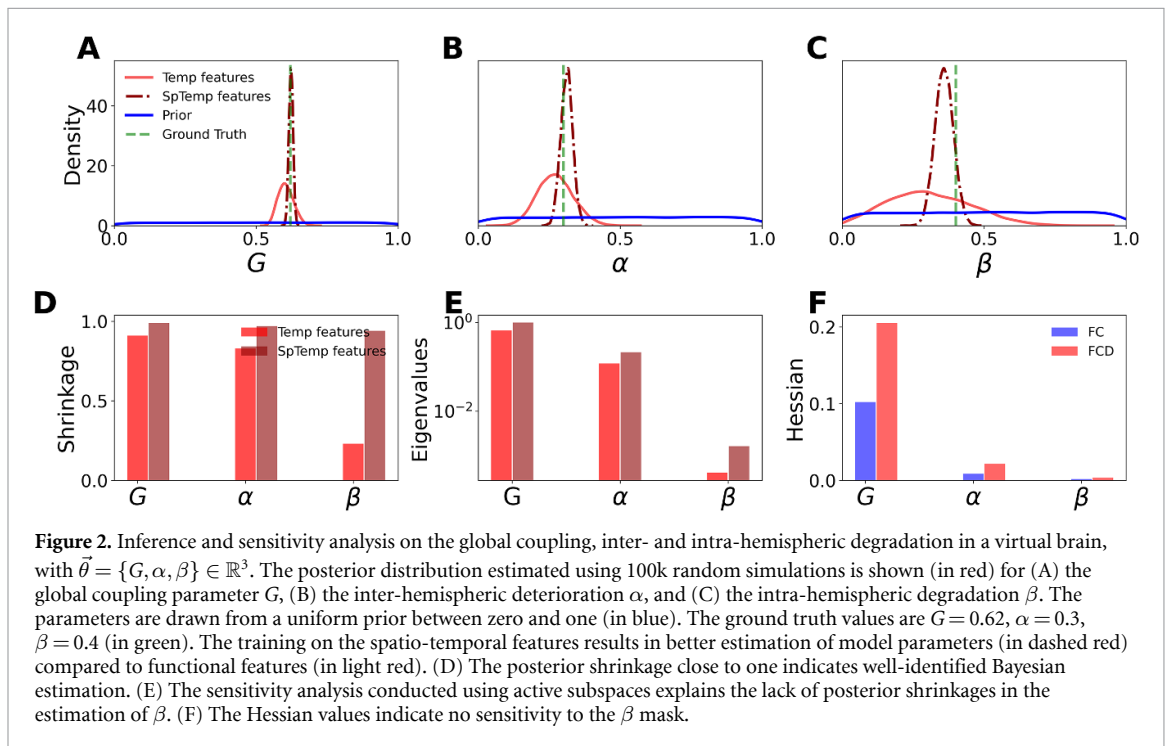 A
B
C
Temp features
SpTemp features
Prior
Ground Truth
Density
40
20
0
0.0
0.5
1.0
G
0.5
1.0
α
0.0
0.5
1.0
β
D
E
F
Shrinkage
1.0
0.5
0.0
Temp features
SpTemp features
G
α
β
Eigenvalues
10⁰
10⁻²
G
α
β
Hessian
0.2
0.1
0.0
FC
FCD
G
α
β
Figure 2. Inference and sensitivity analysis on the global coupling, inter- and intra-hemispheric degradation in a virtual brain,
with θ⃗ = {G, α, β} ∈ ℝ³. The posterior distribution estimated using 100k random simulations is shown (in red) for (A) the
global coupling parameter G, (B) the inter-hemispheric deterioration α, and (C) the intra-hemispheric degradation β. The
parameters are drawn from a uniform prior between zero and one (in blue). The ground truth values are G = 0.62, α = 0.3,
β = 0.4 (in green). The training on the spatio-temporal features results in better estimation of model parameters (in dashed red)
compared to functional features (in light red). (D) The posterior shrinkage close to one indicates well-identified Bayesian
estimation. (E) The sensitivity analysis conducted using active subspaces explains the lack of posterior shrinkages in the
estimation of β. (F) The Hessian values indicate no sensitivity to the β mask.